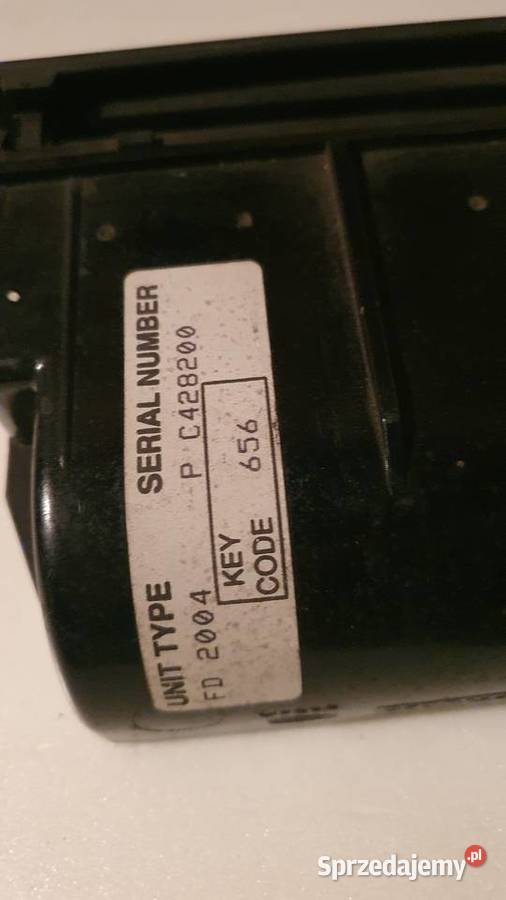 UNIT TYPE SERIAL NUMBER
FD 2004 P C428200
KEY
CODE 656
Sprzedajemy.pl